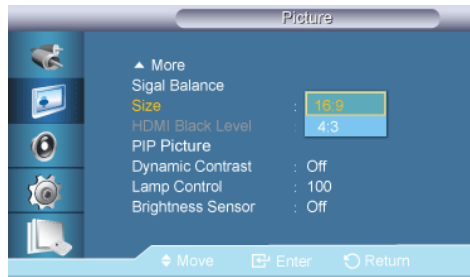 Picture
▲ More
Sigal Balance
Size : 16:9
HDMI Black Level : 4:3
PIP Picture
Dynamic Contrast : Off
Lamp Control : 100
Brightness Sensor : Off
Move Enter Return